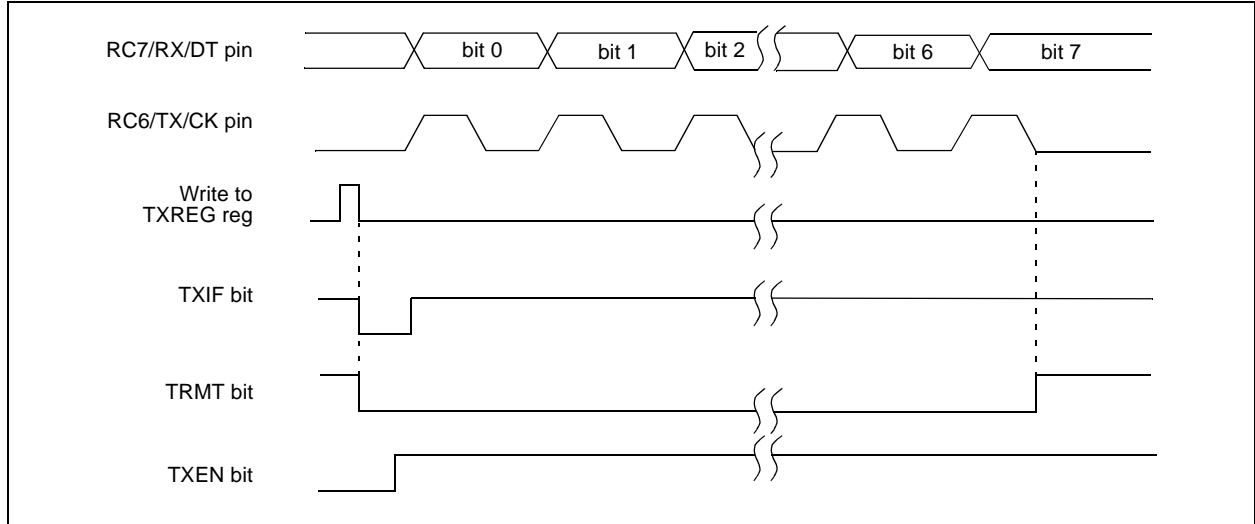 RC7/RX/DT pin
bit 0 bit 1 bit 2 bit 6 bit 7
RC6/TX/CK pin
Write to
TXREG reg
TXIF bit
TRMT bit
TXEN bit